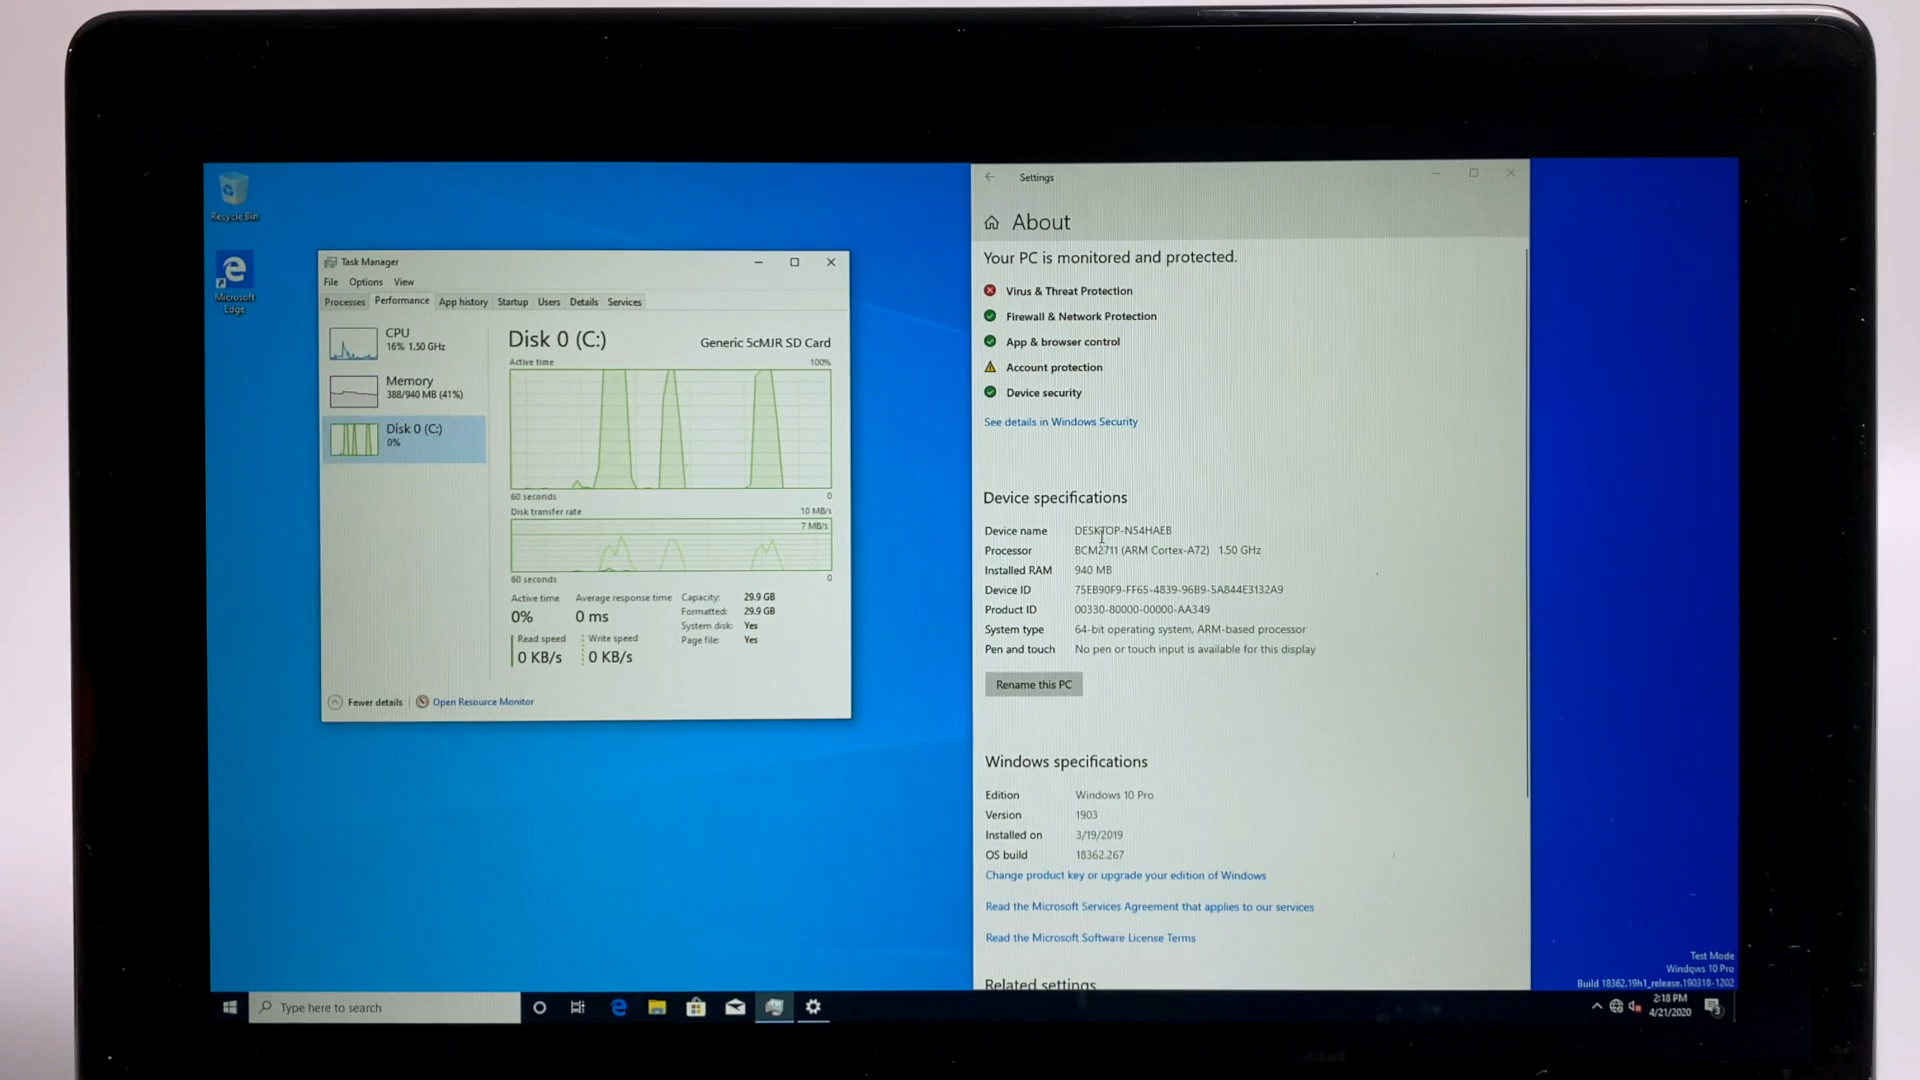 Recycle Bin
Microsoft
Edge
Task Manager
File Options View
Processes Performance App history Startup Users Details Services
CPU
16% 1.50 GHz
Memory
388/940 MB (41%)
Disk 0 (C:)
0%
Disk 0 (C:)
Generic 5cMJR SD Card
Active time 100%
60 seconds 0
Disk transfer rate 10 MB/s
7 MB/s
60 seconds 0
Active time Average response time
0% 0 ms
Read speed Write speed
0 KB/s 0 KB/s
Capacity: 29.9 GB
Formatted: 29.9 GB
System disk: Yes
Page file: Yes
Fewer details Open Resource Monitor
Settings
About
Your PC is monitored and protected.
Virus & Threat Protection
Firewall & Network Protection
App & browser control
Account protection
Device security
See details in Windows Security
Device specifications
Device name DESKTOP-N54HAEB
Processor BCM2711 (ARM Cortex-A72) 1.50 GHz
Installed RAM 940 MB
Device ID 75EB90F9-FF65-4839-96B9-5A844E3132A9
Product ID 00330-80000-00000-AA349
System type 64-bit operating system, ARM-based processor
Pen and touch No pen or touch input is available for this display
Rename this PC
Windows specifications
Edition Windows 10 Pro
Version 1903
Installed on 3/19/2019
OS build 18362.267
Change product key or upgrade your edition of Windows
Read the Microsoft Services Agreement that applies to our services
Read the Microsoft Software License Terms
Related settings
Test Mode
Windows 10 Pro
Build 18362.19h1_release.190318-1202
Type here to search
2:18 PM
4/21/2020
3